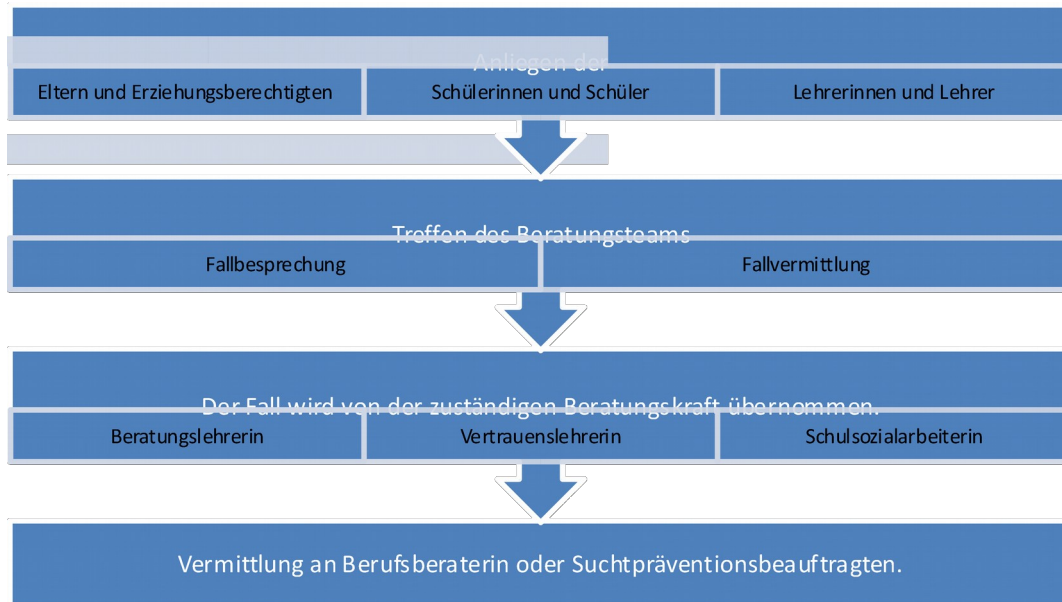 Anliegen der
Eltern und Erziehungsberechtigten
Schülerinnen und Schüler
Lehrerinnen und Lehrer
Treffen des Beratungsteams
Fallbesprechung
Fallvermittlung
Der Fall wird von der zuständigen Beratungskraft übernommen.
Beratungslehrerin
Vertrauenslehrerin
Schulsozialarbeiterin
Vermittlung an Berufsberaterin oder Suchtpräventionsbeauftragten.